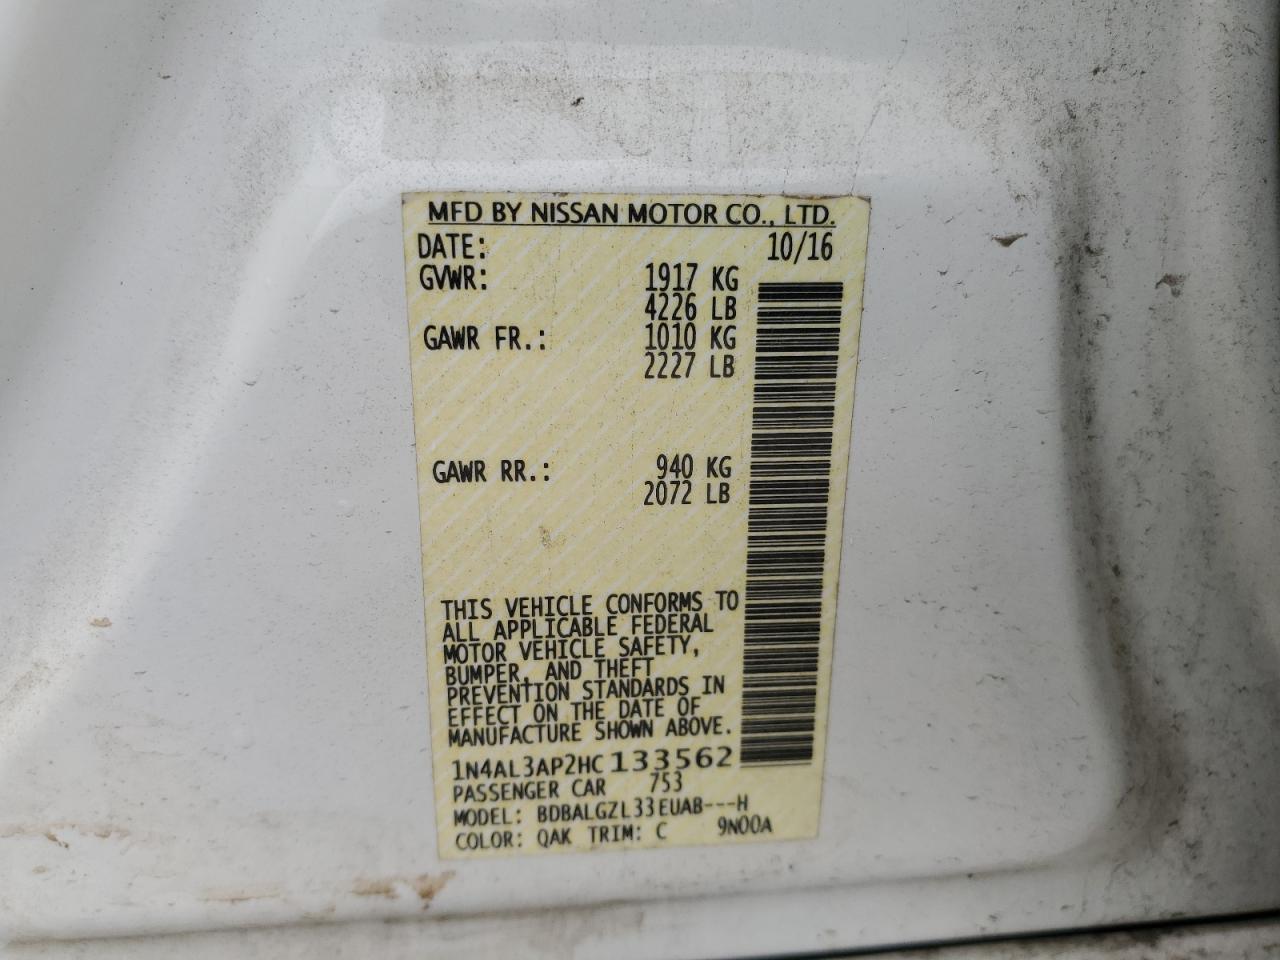 MFD BY NISSAN MOTOR CO., LTD.
DATE: 10/16
GVWR: 1917 KG
4226 LB
GAWR FR.: 1010 KG
2227 LB
GAWR RR.: 940 KG
2072 LB
THIS VEHICLE CONFORMS TO
ALL APPLICABLE FEDERAL
MOTOR VEHICLE SAFETY,
BUMPER, AND THEFT
PREVENTION STANDARDS IN
EFFECT ON THE DATE OF
MANUFACTURE SHOWN ABOVE.
1N4AL3AP2HC133562
PASSENGER CAR 753
MODEL: BDBALGZL33EUAB---H
COLOR: QAK TRIM: C 9N00A